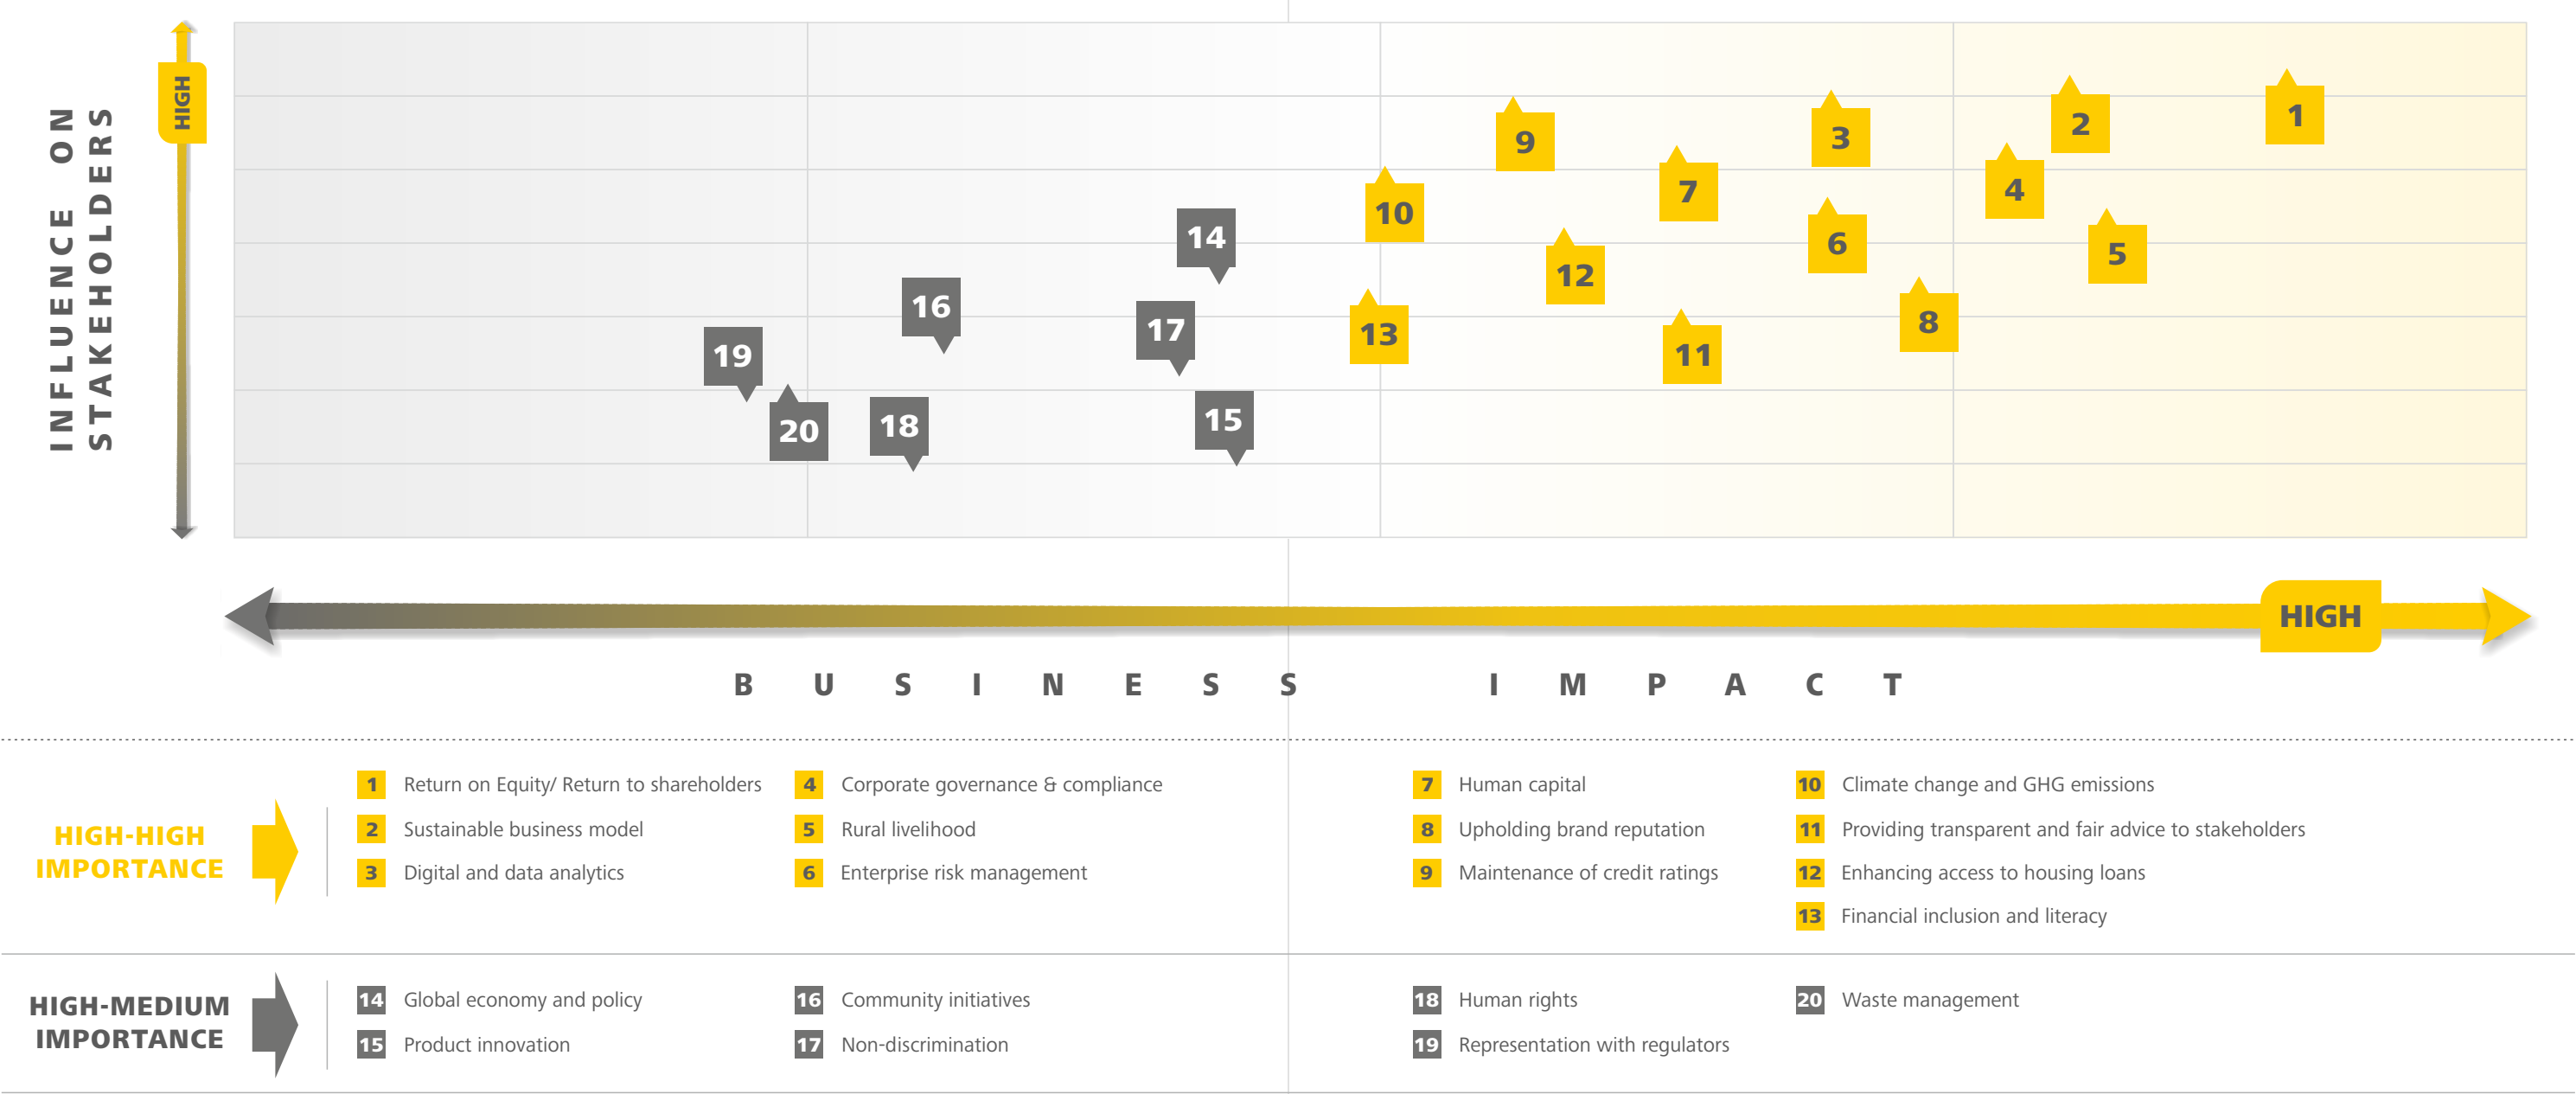 INFLUENCE ON
STAKEHOLDERS
HIGH
1
2
3
9
4
7
10
14
6
5
12
16
8
17
13
19
11
15
18
20
HIGH
BUSINESS IMPACT
HIGH-HIGH
IMPORTANCE
1 Return on Equity/ Return to shareholders
2 Sustainable business model
3 Digital and data analytics
4 Corporate governance & compliance
5 Rural livelihood
6 Enterprise risk management
7 Human capital
8 Upholding brand reputation
9 Maintenance of credit ratings
10 Climate change and GHG emissions
11 Providing transparent and fair advice to stakeholders
12 Enhancing access to housing loans
13 Financial inclusion and literacy
HIGH-MEDIUM
IMPORTANCE
14 Global economy and policy
15 Product innovation
16 Community initiatives
17 Non-discrimination
18 Human rights
19 Representation with regulators
20 Waste management